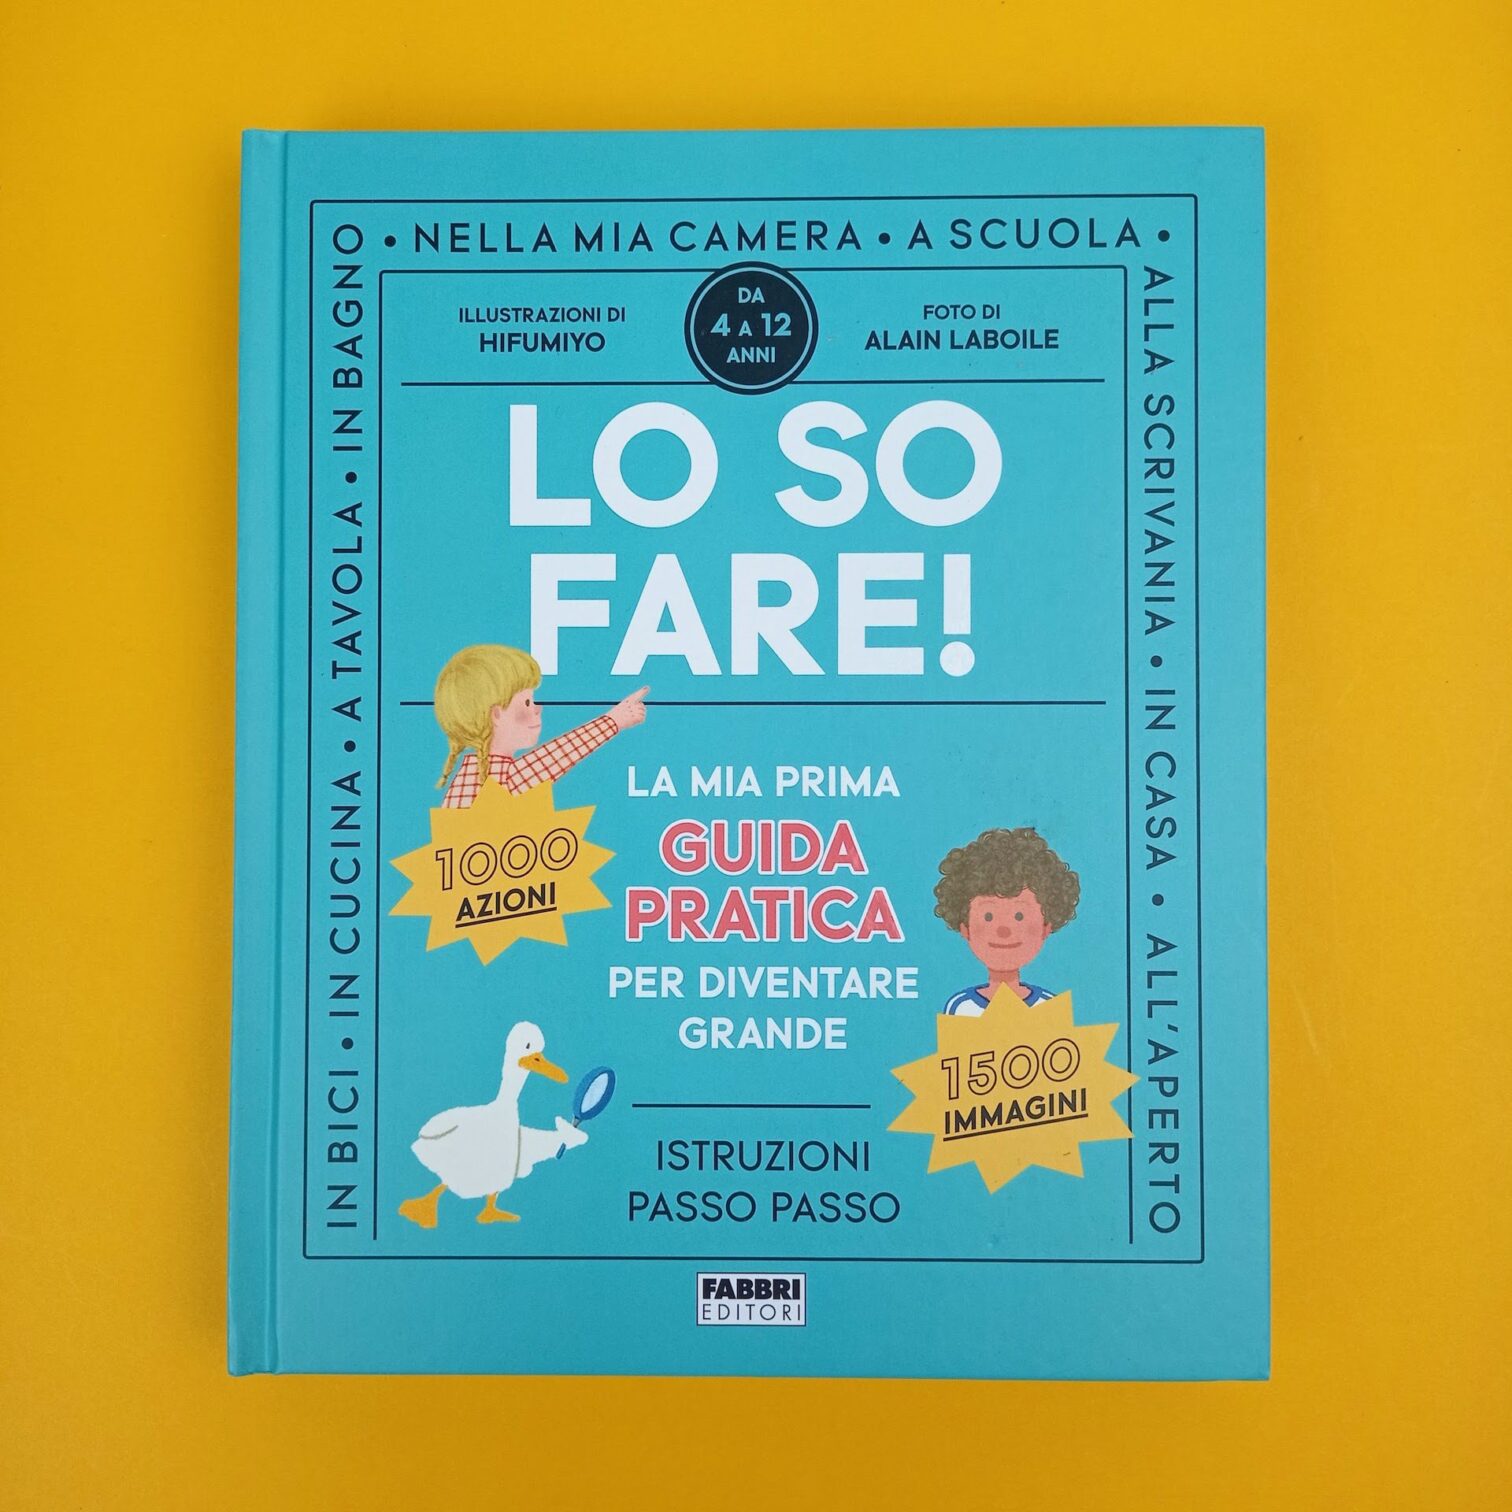 IN BICI • IN CUCINA • A TAVOLA • IN BAGNO
• NELLA MIA CAMERA • A SCUOLA •
ALLA SCRIVANIA • IN CASA • ALL'APERTO
ILLUSTRAZIONI DI
HIFUMIYO
DA
4 A 12
ANNI
FOTO DI
ALAIN LABOILE
LO SO
FARE!
LA MIA PRIMA
GUIDA
PRATICA
PER DIVENTARE
GRANDE
1000
AZIONI
1500
IMMAGINI
ISTRUZIONI
PASSO PASSO
FABBRI
EDITORI